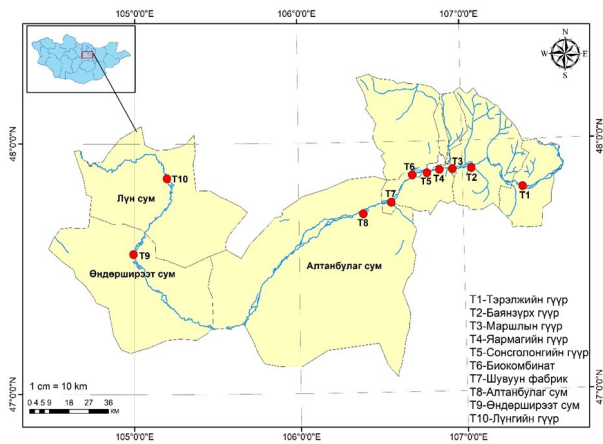 105°0'0"E 106°0'0"E 107°0'0"E
N
W E
S
48°0'0"N 48°0'0"N
T10
Лүн сум
T6 T5 T4 T3 T2
T1
T7
T8
T9
Өндөрширээт сум
Алтанбулаг сум
T1-Тэрэлжийн гүүр
T2-Баянзүрх гүүр
T3-Маршлын гүүр
T4-Яармагийн гүүр
T5-Сонсголонгийн гүүр
T6-Биокомбинат
T7-Шувуун фабрик
T8-Алтанбулаг сум
T9-Өндөрширээт сум
T10-Лүнгийн гүүр
1 cm = 10 km
0 4.5 9 18 27 36
км
47°0'0"N 47°0'0"N
105°0'0"E 106°0'0"E 107°0'0"E